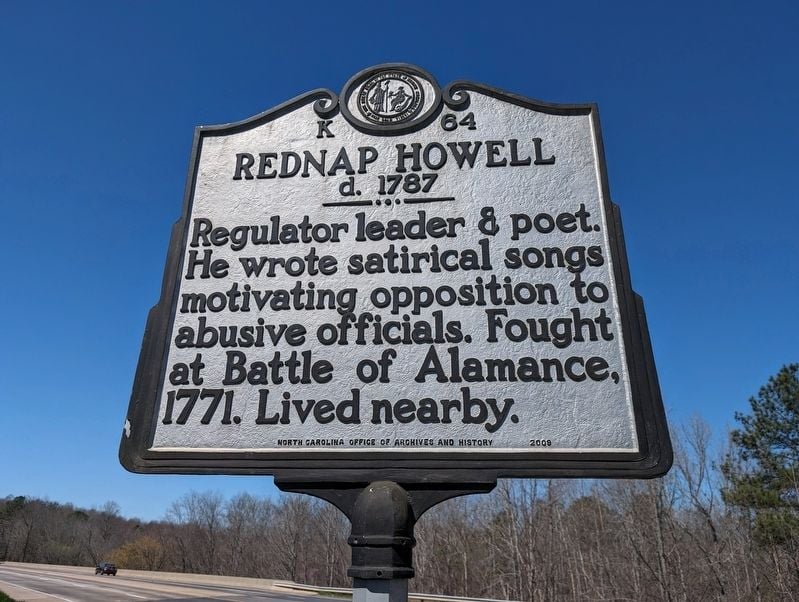 K 64
REDNAP HOWELL
d. 1787
Regulator leader & poet.
He wrote satirical songs
motivating opposition to
abusive officials. Fought
at Battle of Alamance,
1771. Lived nearby.
NORTH CAROLINA OFFICE OF ARCHIVES AND HISTORY 2009